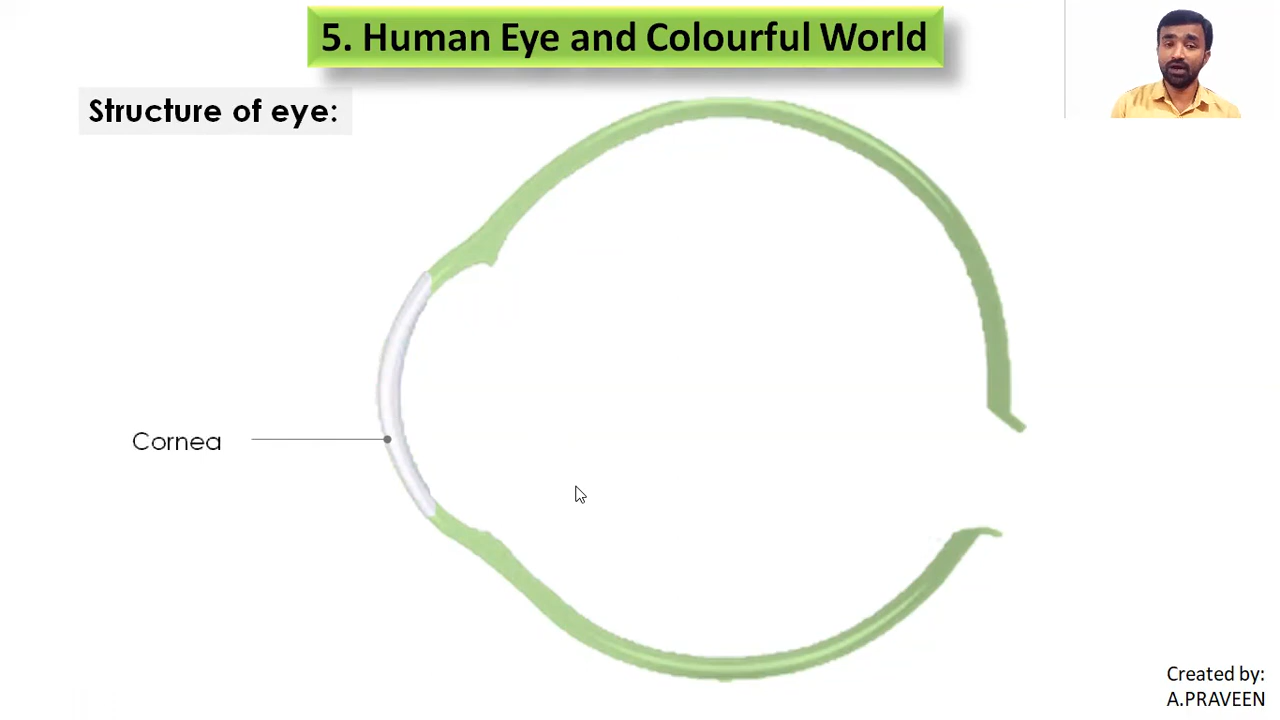 5. Human Eye and Colourful World
Structure of eye:
Cornea
Created by:
A.PRAVEEN